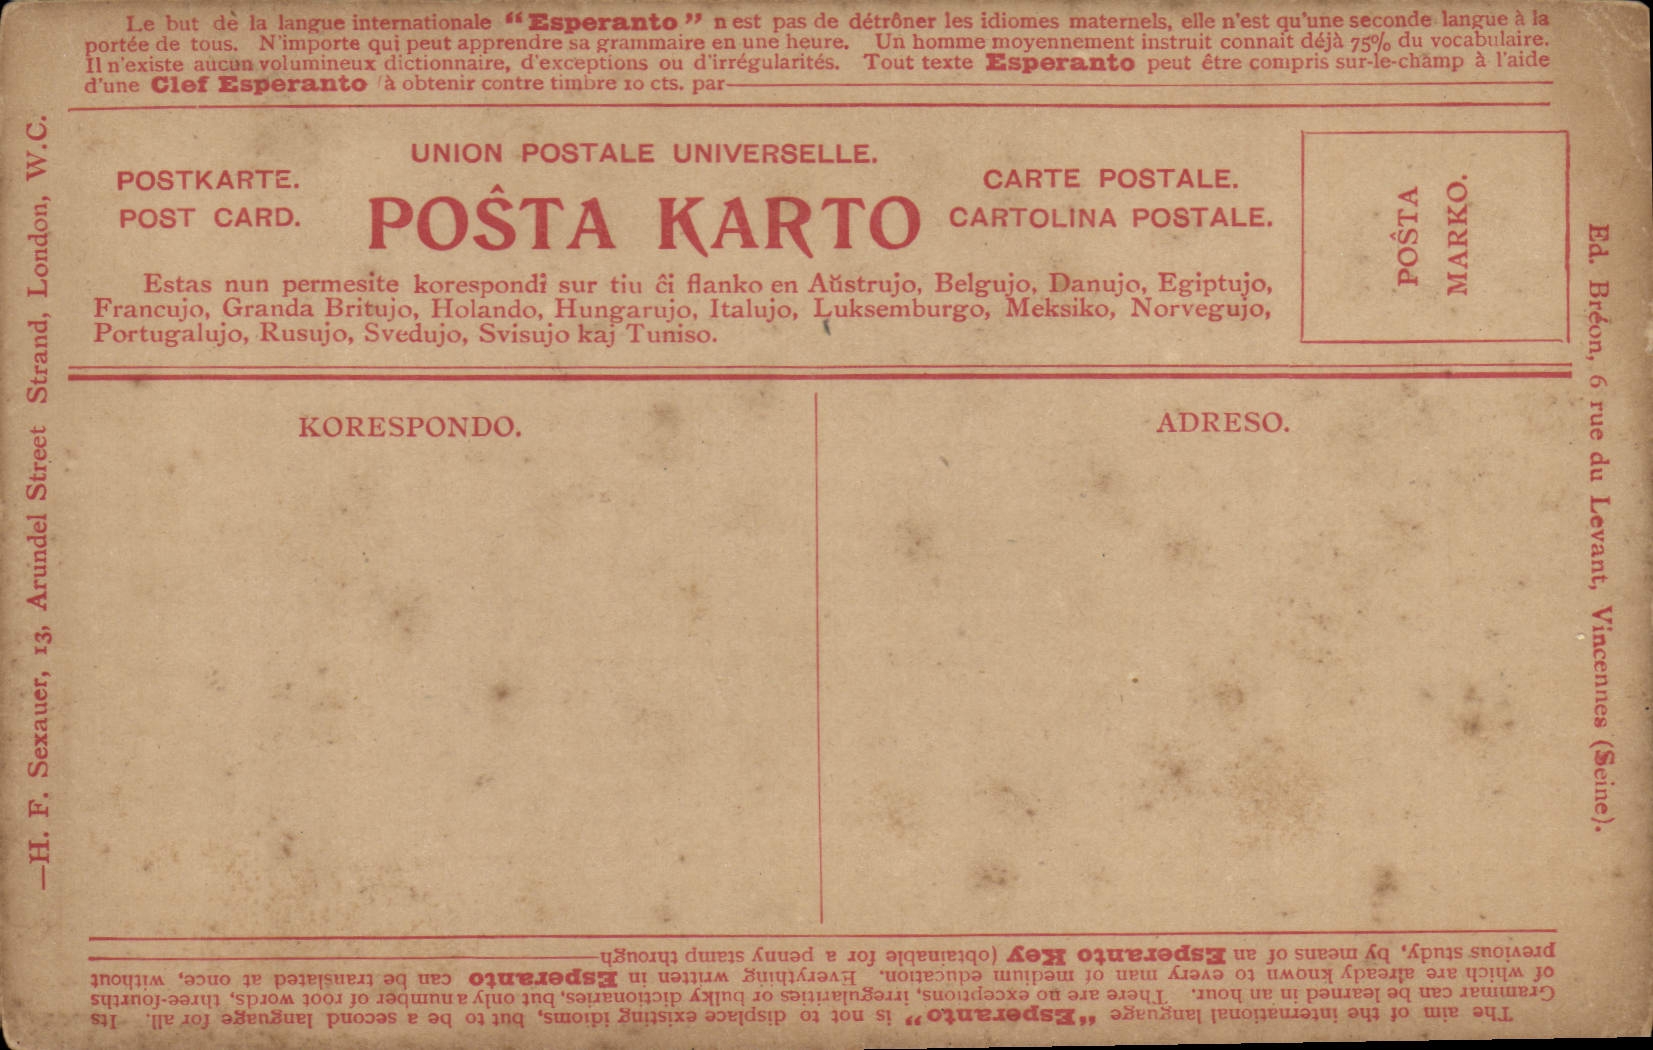 Le but de la langue internationale “Esperanto” n'est pas de détrôner les idiomes maternels, elle n'est qu'une seconde langue à la
portée de tous. N'importe qui peut apprendre sa grammaire en une heure. Un homme moyennement instruit connait déjà 75% du vocabulaire.
Il n'existe aucun volumineux dictionnaire, d'exceptions ou d'irrégularités. Tout texte Esperanto peut être compris sur-le-champ à l'aide
d'une Clef Esperanto à obtenir contre timbre 10 cts. par
UNION POSTALE UNIVERSELLE.
POSTKARTE.
POST CARD.
POŜTA KARTO
CARTE POSTALE.
CARTOLINA POSTALE.
POŜTA
MARKO.
Estas nun permesite korespondi sur tiu ĉi flanko en Aŭstrujo, Belgujo, Danujo, Egiptujo,
Francujo, Granda Britujo, Holando, Hungarujo, Italujo, Luksemburgo, Meksiko, Norvegujo,
Portugalujo, Rusujo, Svedujo, Svisujo kaj Tuniso.
KORESPONDO.
ADRESO.
—H. F. Sexauer, 13, Arundel Street Strand, London, W.C.
Ed. Bréon, 6 rue du Levant, Vincennes (Seine).
The aim of the international language “Esperanto” is not to displace existing idioms, but to be a second language for all. Its
Grammar can be learned in an hour. There are no exceptions, irregularities or bulky dictionaries, but only a number of root words, three-fourths
of which are already known to every man of medium education. Everything written in Esperanto can be translated at once, without
previous study, by means of an Esperanto Key (obtainable for a penny stamp through